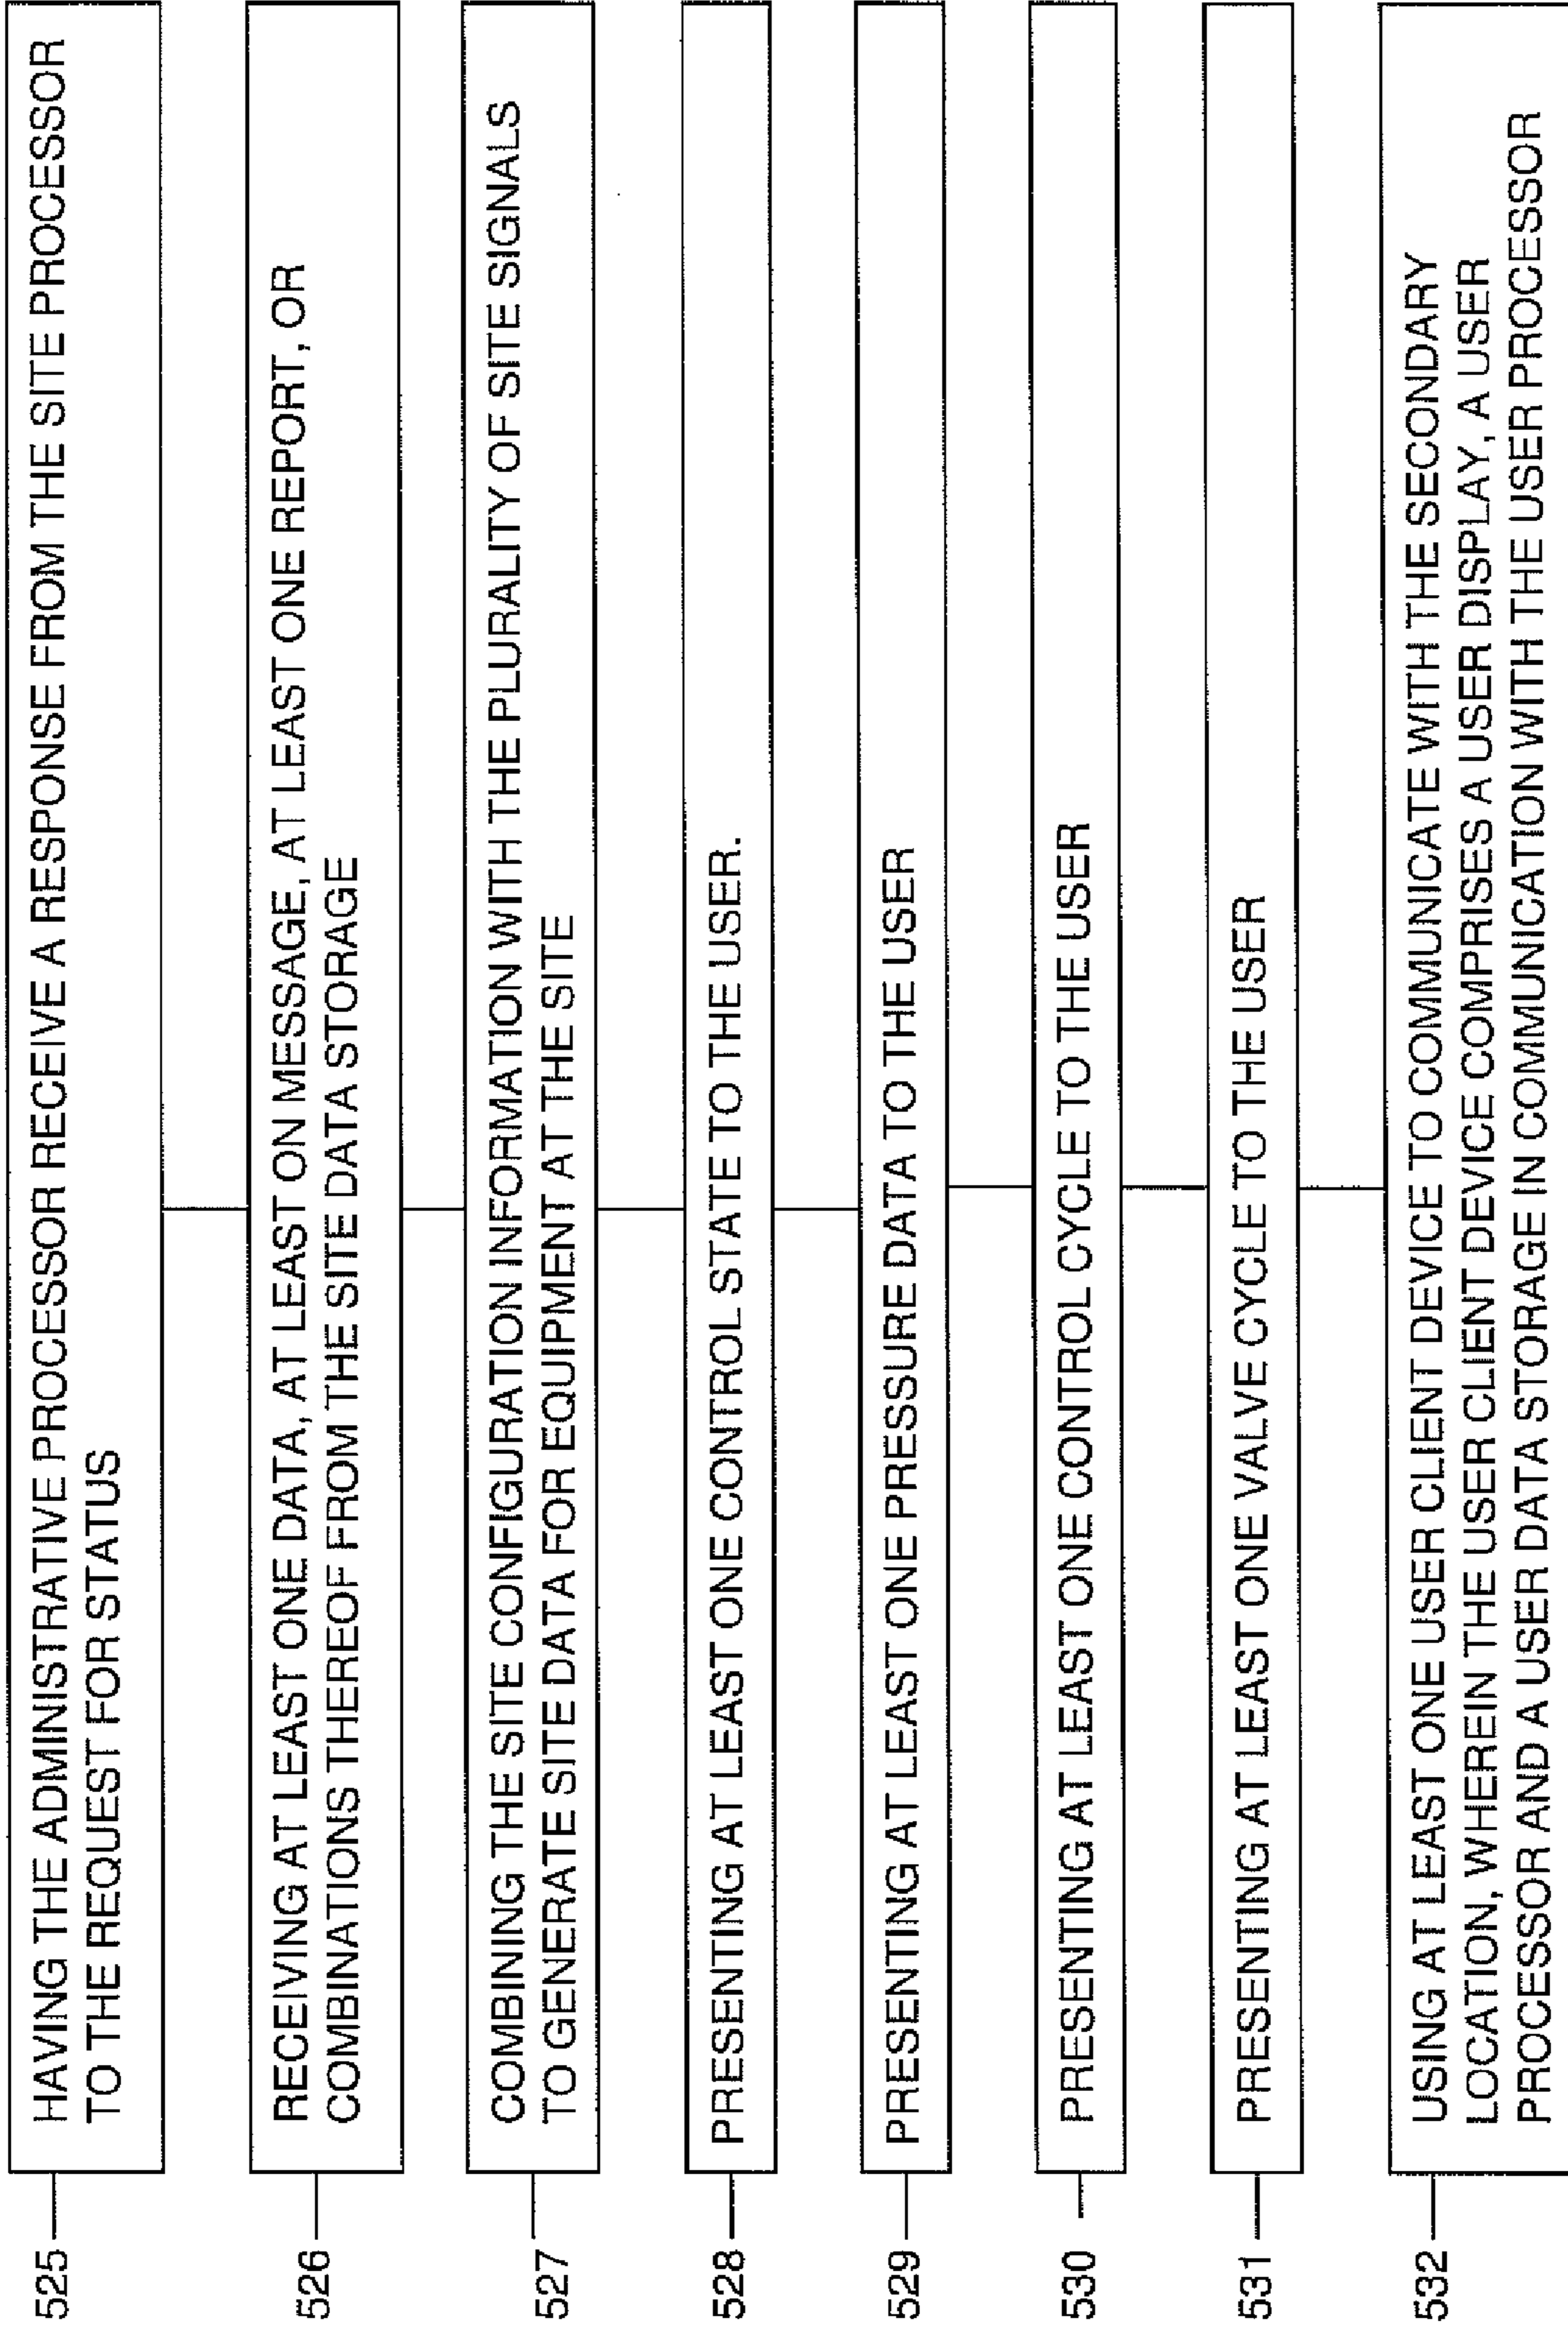 525
HAVING THE ADMINISTRATIVE PROCESSOR RECEIVE A RESPONSE FROM THE SITE PROCESSOR
TO THE REQUEST FOR STATUS
526
RECEIVING AT LEAST ONE DATA, AT LEAST ON MESSAGE, AT LEAST ONE REPORT, OR
COMBINATIONS THEREOF FROM THE SITE DATA STORAGE
527
COMBINING THE SITE CONFIGURATION INFORMATION WITH THE PLURALITY OF SITE SIGNALS
TO GENERATE SITE DATA FOR EQUIPMENT AT THE SITE
528
PRESENTING AT LEAST ONE CONTROL STATE TO THE USER.
529
PRESENTING AT LEAST ONE PRESSURE DATA TO THE USER
530
PRESENTING AT LEAST ONE CONTROL CYCLE TO THE USER
531
PRESENTING AT LEAST ONE VALVE CYCLE TO THE USER
532
USING AT LEAST ONE USER CLIENT DEVICE TO COMMUNICATE WITH THE SECONDARY
LOCATION, WHEREIN THE USER CLIENT DEVICE COMPRISES A USER DISPLAY, A USER
PROCESSOR AND A USER DATA STORAGE IN COMMUNICATION WITH THE USER PROCESSOR